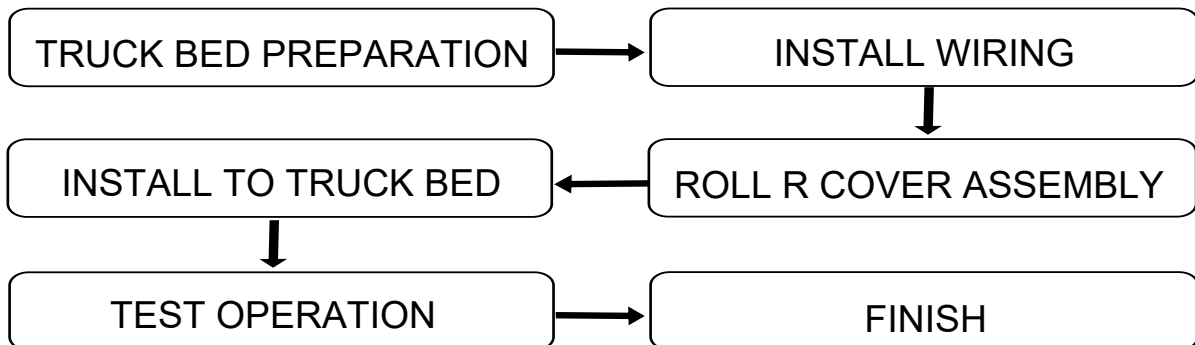 TRUCK BED PREPARATION
INSTALL WIRING
ROLL R COVER ASSEMBLY
INSTALL TO TRUCK BED
TEST OPERATION
FINISH